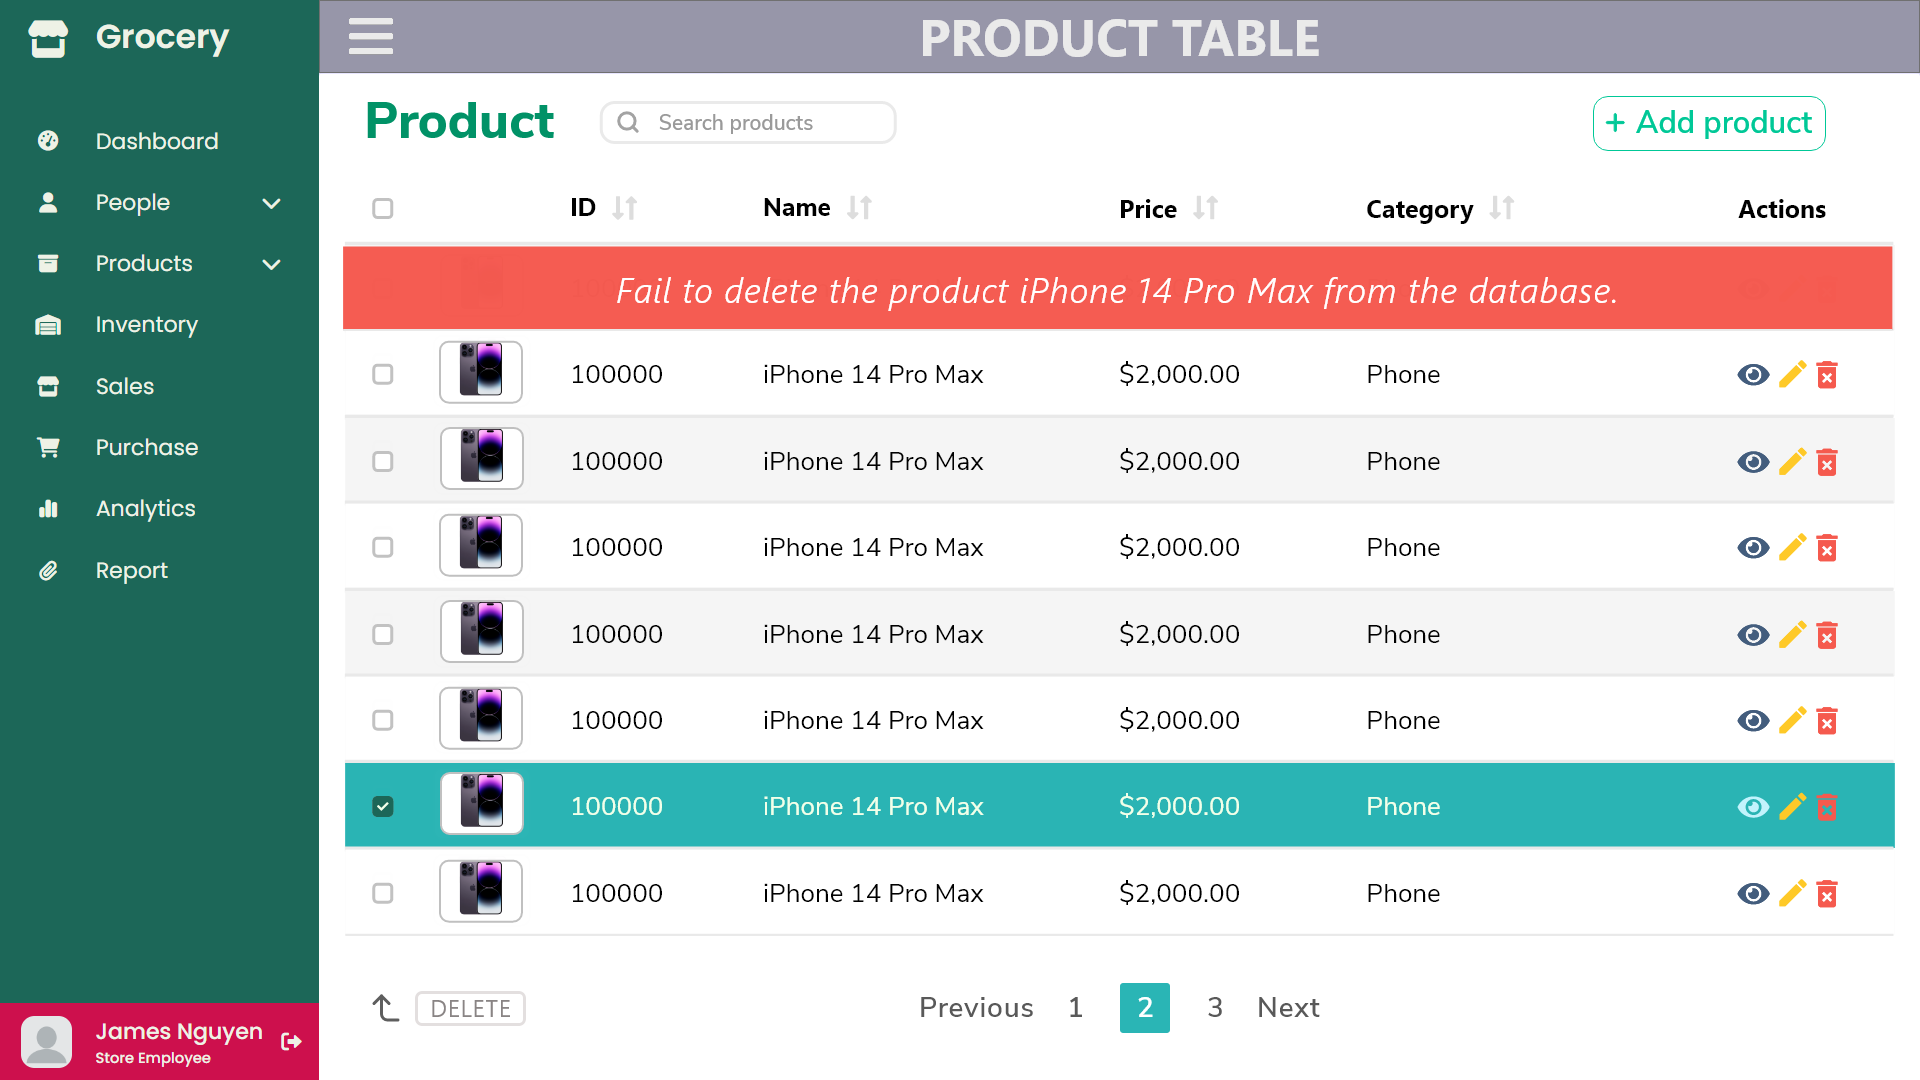 Grocery
PRODUCT TABLE
Dashboard
People
Products
Inventory
Sales
Purchase
Analytics
Report
James Nguyen
Store Employee
Product
Search products
+ Add product
ID Name Price Category Actions
Fail to delete the product iPhone 14 Pro Max from the database.
100000 iPhone 14 Pro Max $2,000.00 Phone
100000 iPhone 14 Pro Max $2,000.00 Phone
100000 iPhone 14 Pro Max $2,000.00 Phone
100000 iPhone 14 Pro Max $2,000.00 Phone
100000 iPhone 14 Pro Max $2,000.00 Phone
100000 iPhone 14 Pro Max $2,000.00 Phone
100000 iPhone 14 Pro Max $2,000.00 Phone
DELETE
Previous 1 2 3 Next